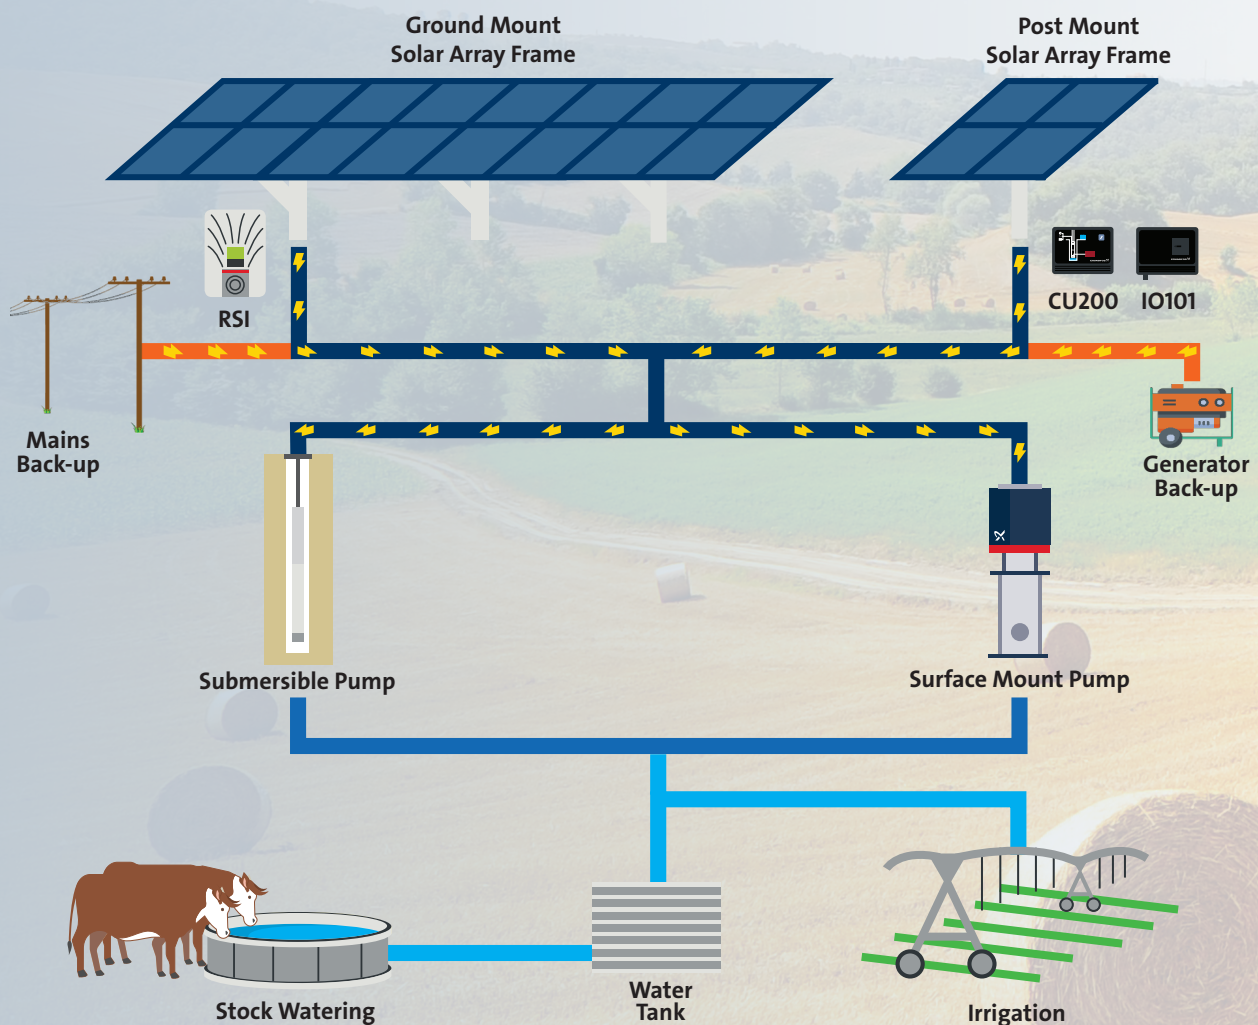 Ground Mount
Solar Array Frame
Post Mount
Solar Array Frame
RSI
CU200
IO101
Mains
Back-up
Generator
Back-up
Submersible Pump
Surface Mount Pump
Stock Watering
Water
Tank
Irrigation